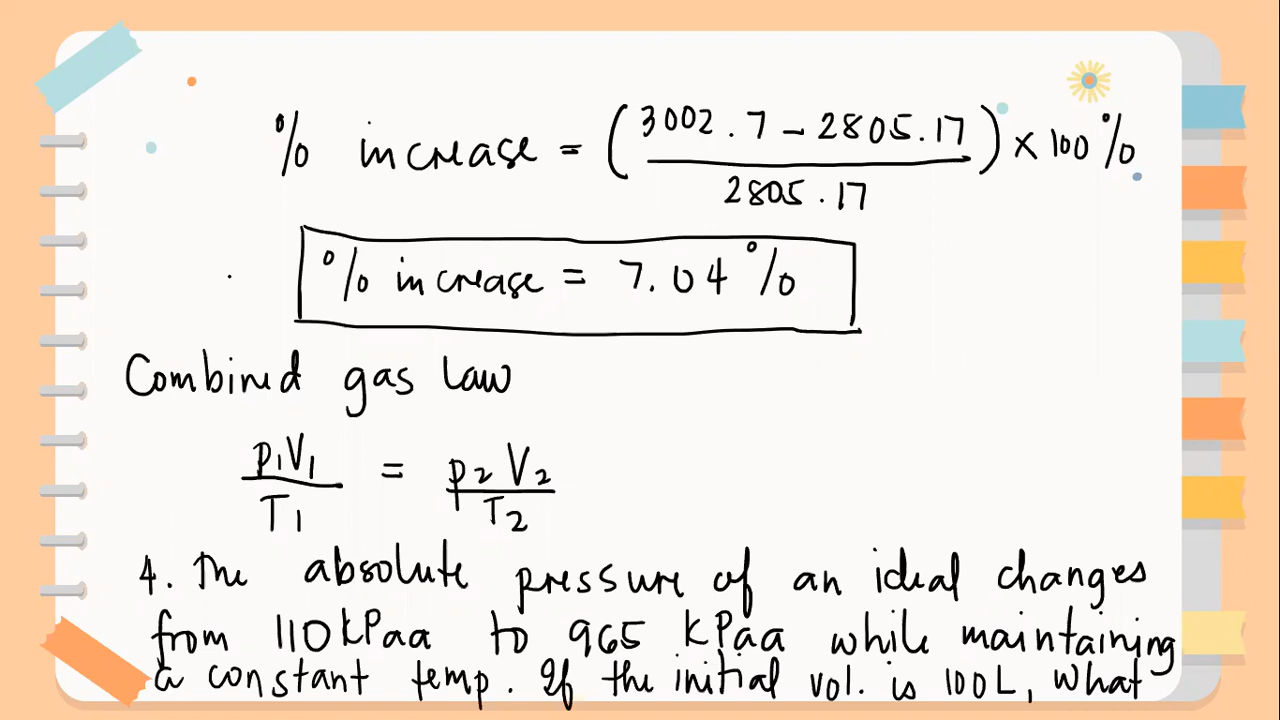 % increase = (3002.7 - 2805.17 / 2805.17) x 100%
% increase = 7.04%
Combined gas law
p1V1 / T1 = p2V2 / T2
4. The absolute pressure of an ideal changes
from 110kPaa to 965 kPaa while maintaining
a constant temp. If the initial vol. is 100L, What